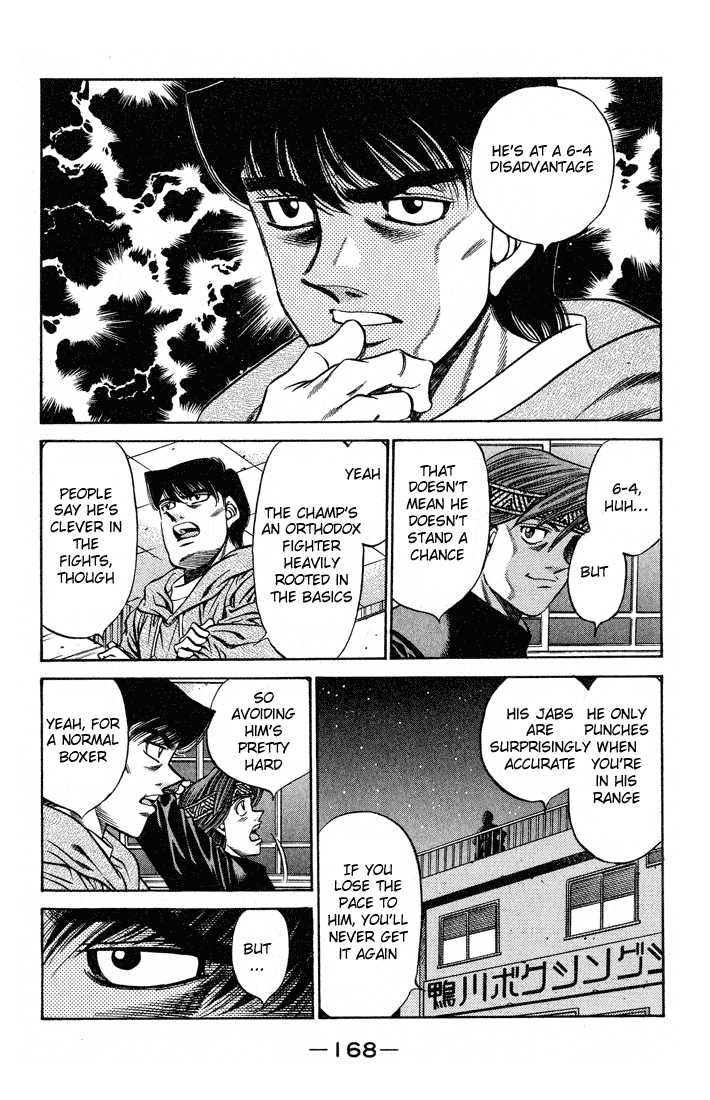 HE'S AT A 6-4
DISADVANTAGE
6-4,
HUH...
BUT
THAT
DOESN'T
MEAN HE
DOESN'T
STAND A
CHANCE
YEAH
THE CHAMP'S
AN ORTHODOX
FIGHTER
HEAVILY
ROOTED IN
THE BASICS
PEOPLE
SAY HE'S
CLEVER IN
THE
FIGHTS,
THOUGH
HE ONLY
PUNCHES
WHEN
YOU'RE
IN HIS
RANGE
HIS JABS
ARE
SURPRISINGLY
ACCURATE
IF YOU
LOSE THE
PACE TO
HIM, YOU'LL
NEVER GET
IT AGAIN
鴨川ボクシングジ
SO
AVOIDING
HIM'S
PRETTY
HARD
YEAH, FOR
A NORMAL
BOXER
BUT
...
—168—